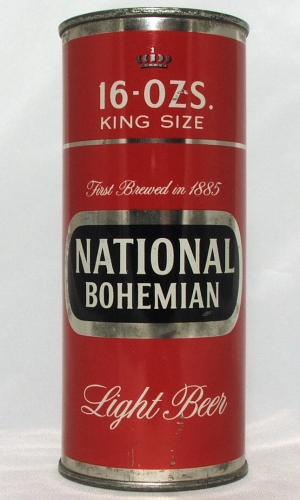 16-OZS.
KING SIZE
First Brewed in 1885
NATIONAL
BOHEMIAN
Light Beer